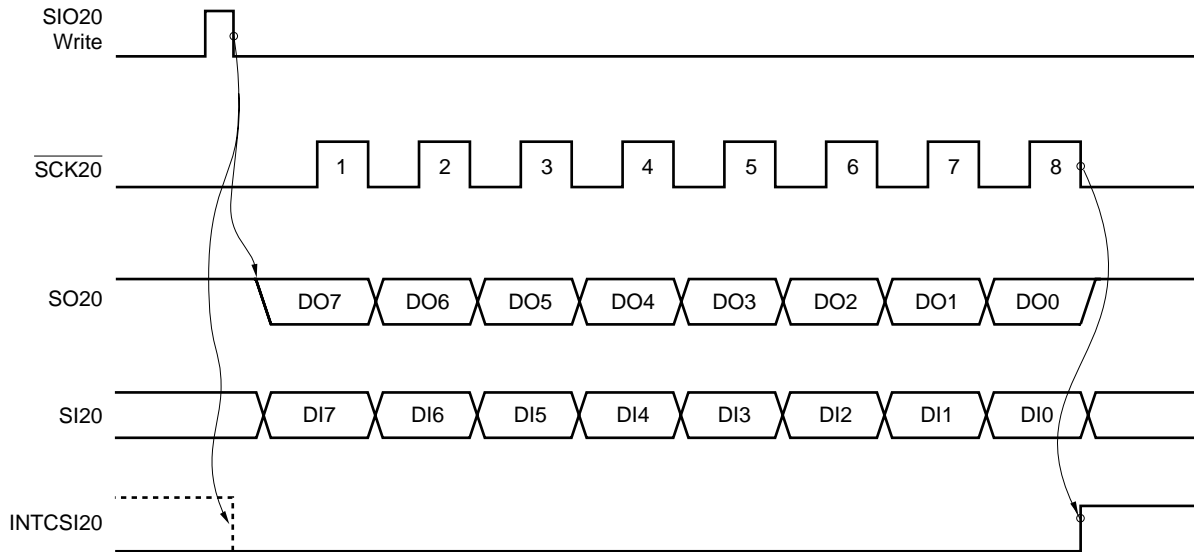 SIO20
Write
SCK20
1 2 3 4 5 6 7 8
SO20
DO7 DO6 DO5 DO4 DO3 DO2 DO1 DO0
SI20
DI7 DI6 DI5 DI4 DI3 DI2 DI1 DI0
INTCSI20